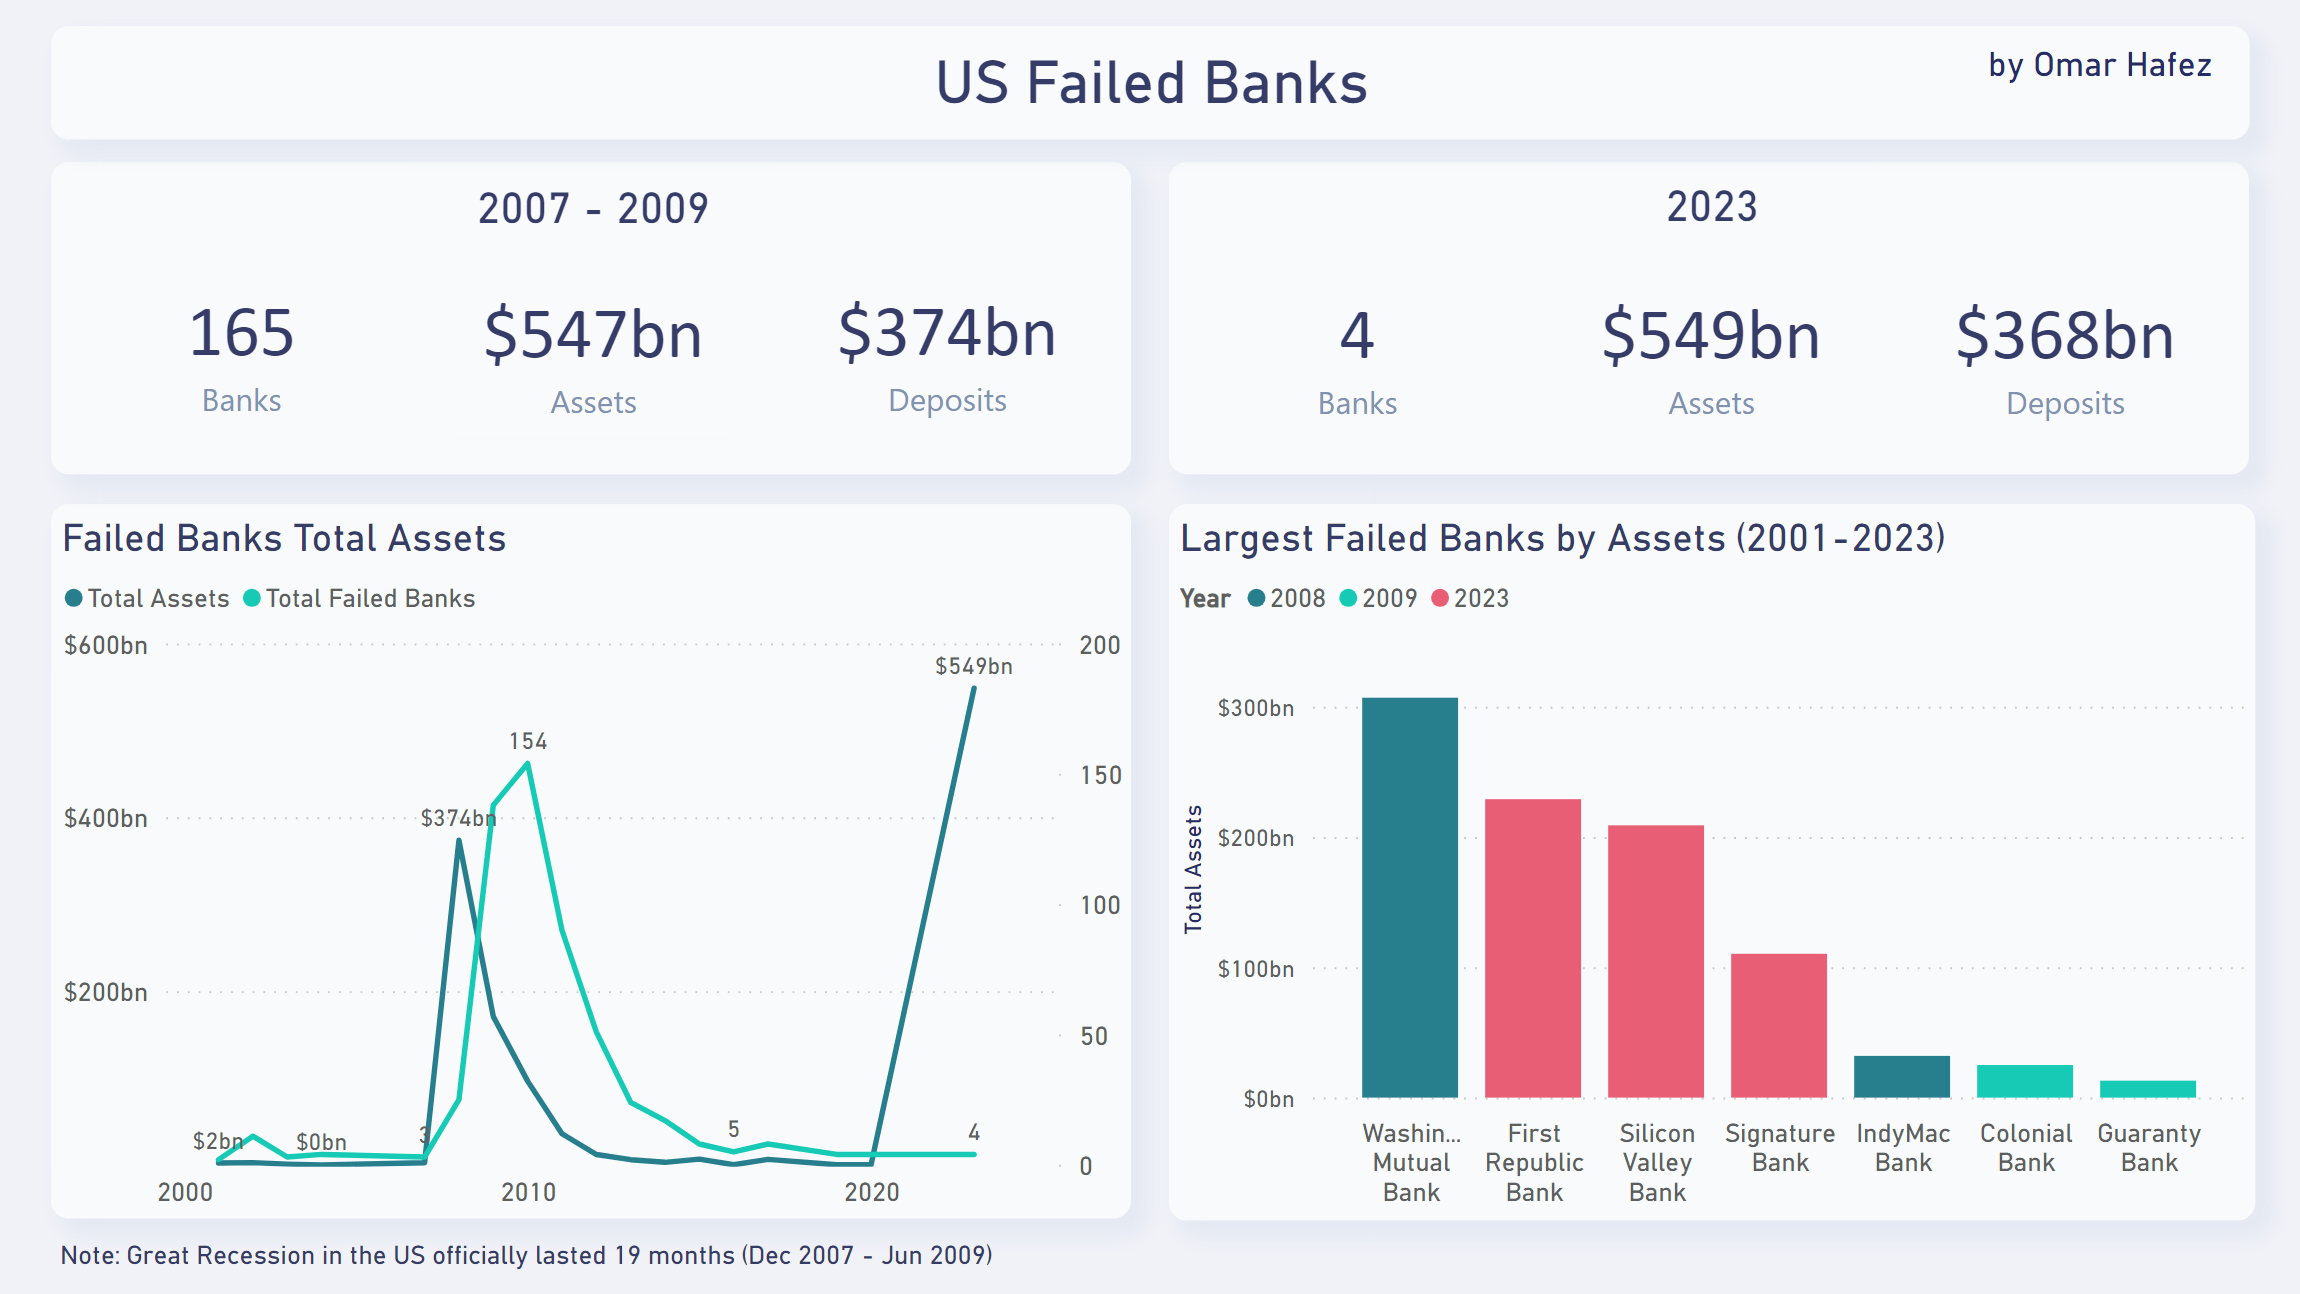 US Failed Banks
by Omar Hafez
2007 - 2009
165
Banks
$547bn
Assets
$374bn
Deposits
2023
4
Banks
$549bn
Assets
$368bn
Deposits
Failed Banks Total Assets
Total Assets
Total Failed Banks
$600bn
$400bn
$200bn
200
150
100
50
0
$549bn
154
$374bn
$2bn
$0bn
3
5
4
2000
2010
2020
Largest Failed Banks by Assets (2001-2023)
Year
2008
2009
2023
Total Assets
$300bn
$200bn
$100bn
$0bn
Washin...
Mutual
Bank
First
Republic
Bank
Silicon
Valley
Bank
Signature
Bank
IndyMac
Bank
Colonial
Bank
Guaranty
Bank
Note: Great Recession in the US officially lasted 19 months (Dec 2007 - Jun 2009)